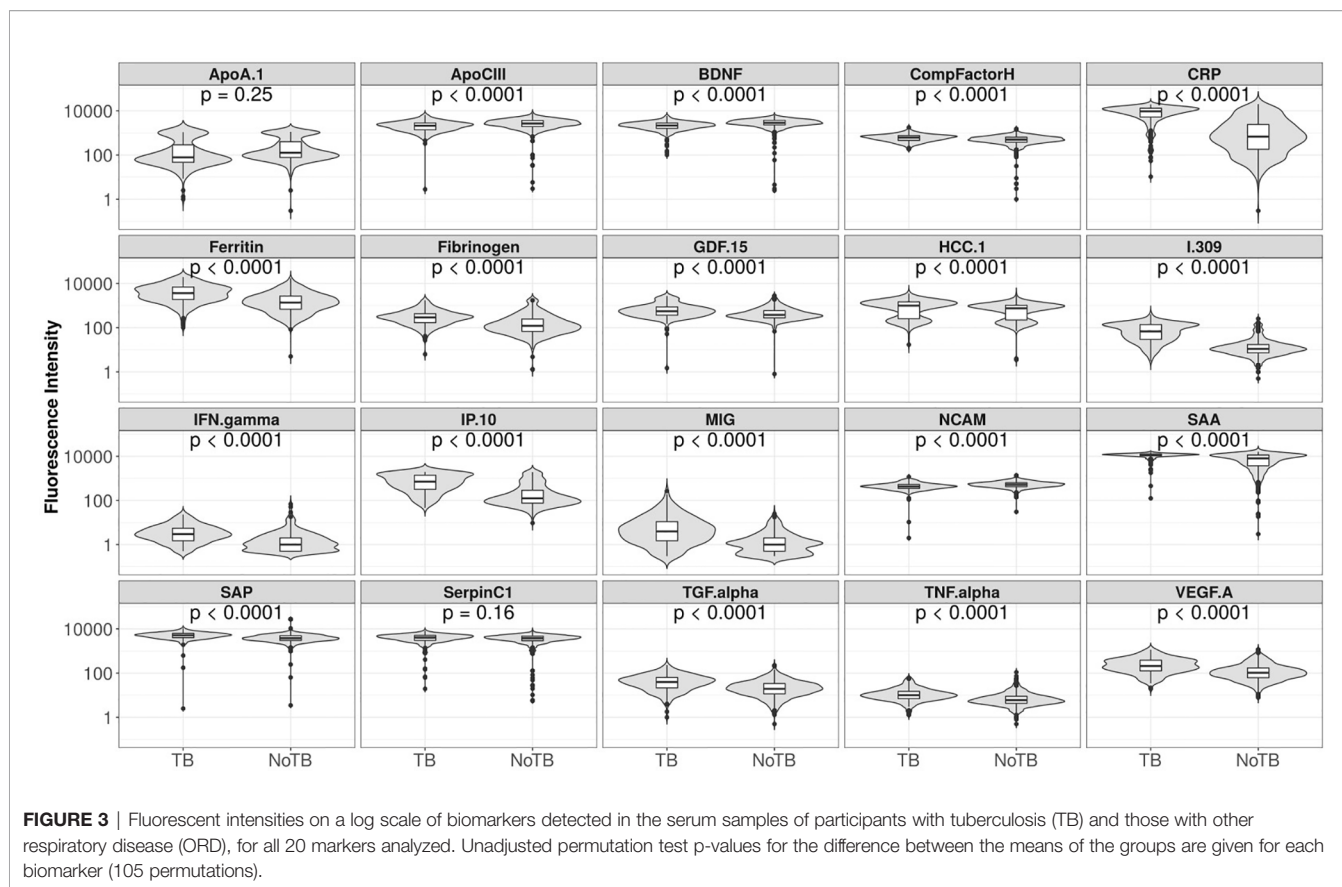 ApoA.1 ApoCIII BDNF CompFactorH CRP
p = 0.25 p < 0.0001 p < 0.0001 p < 0.0001 p < 0.0001
10000
100
1
Ferritin Fibrinogen GDF.15 HCC.1 I.309
p < 0.0001 p < 0.0001 p < 0.0001 p < 0.0001 p < 0.0001
10000
100
1
Fluorescence Intensity
IFN.gamma IP.10 MIG NCAM SAA
p < 0.0001 p < 0.0001 p < 0.0001 p < 0.0001 p < 0.0001
10000
100
1
SAP SerpinC1 TGF.alpha TNF.alpha VEGF.A
p < 0.0001 p = 0.16 p < 0.0001 p < 0.0001 p < 0.0001
10000
100
1
TB NoTB TB NoTB TB NoTB TB NoTB TB NoTB
FIGURE 3 | Fluorescent intensities on a log scale of biomarkers detected in the serum samples of participants with tuberculosis (TB) and those with other
respiratory disease (ORD), for all 20 markers analyzed. Unadjusted permutation test p-values for the difference between the means of the groups are given for each
biomarker (105 permutations).